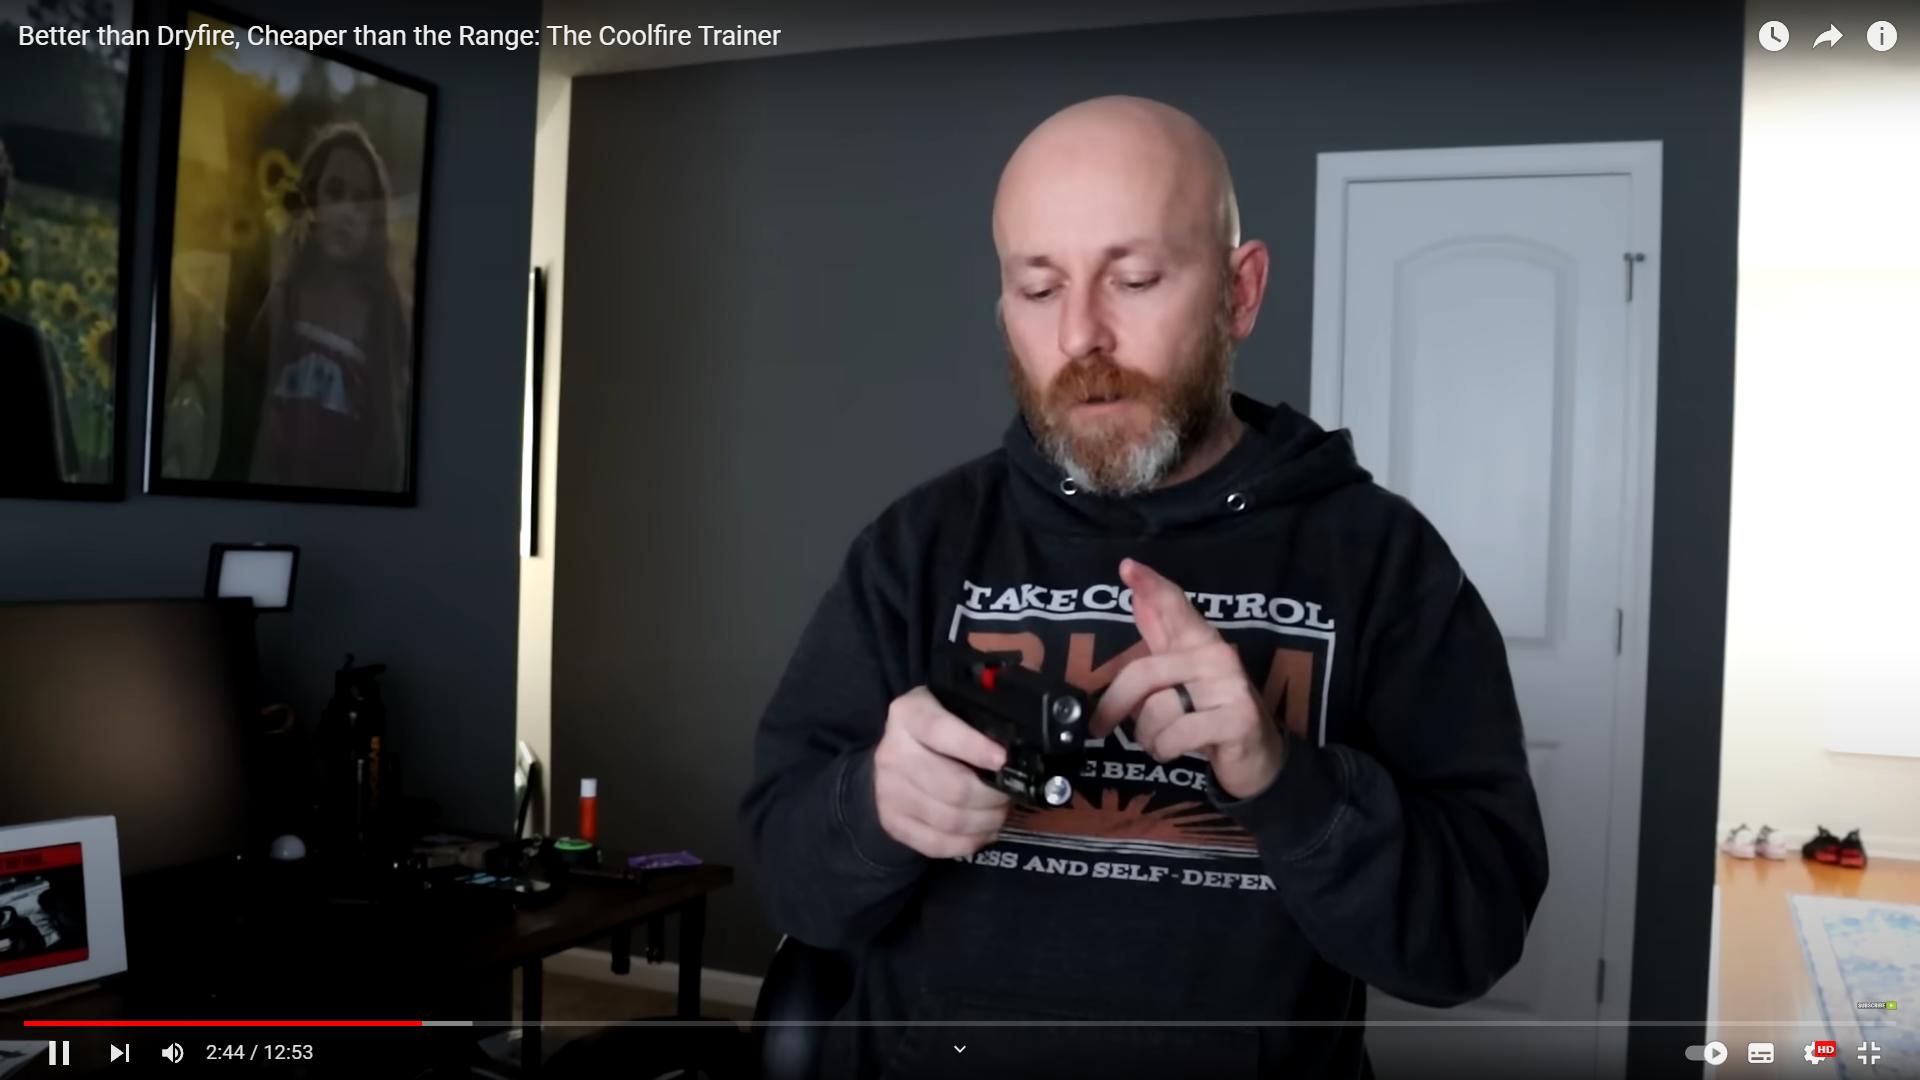 Better than Dryfire, Cheaper than the Range: The Coolfire Trainer
TAKE CONTROL
BEACH
AND SELF-DEFEN
SUBSCRIBE
2:44 / 12:53
HD